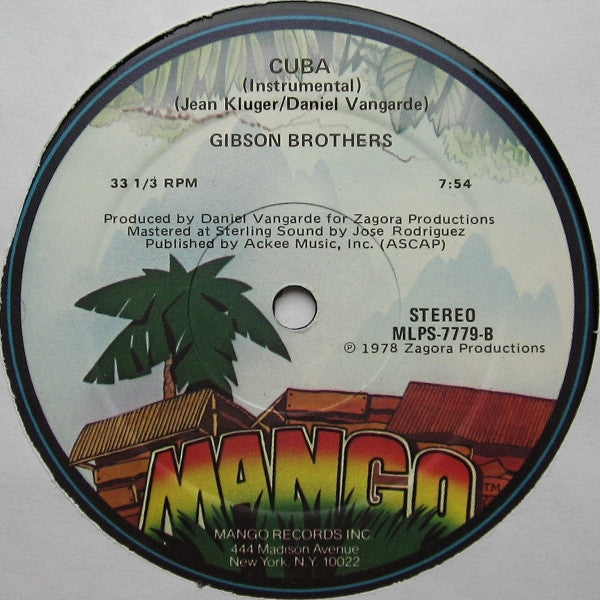 CUBA
(Instrumental)
(Jean Kluger/Daniel Vangarde)
GIBSON BROTHERS
33 1/3 RPM 7:54
Produced by Daniel Vangarde for Zagora Productions
Mastered at Sterling Sound by Jose Rodriguez
Published by Ackee Music, Inc. (ASCAP)
STEREO
MLPS-7779-B
℗ 1978 Zagora Productions
MANGO TM
MANGO RECORDS INC
444 Madison Avenue
New York. N.Y. 10022